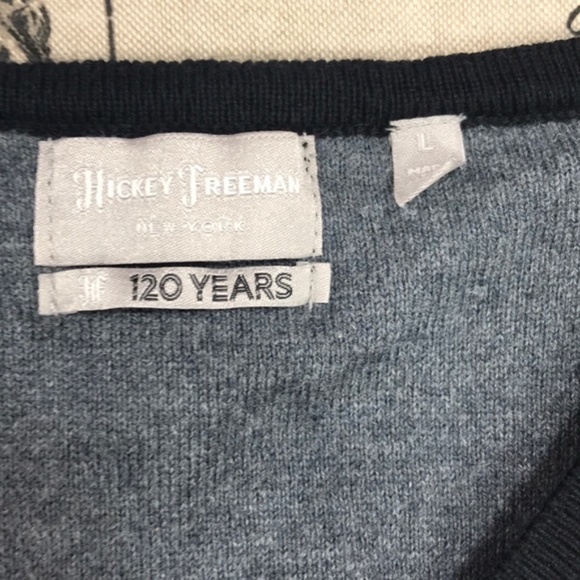 HICKEY FREEMAN
NEW YORK
HF 120 YEARS
L